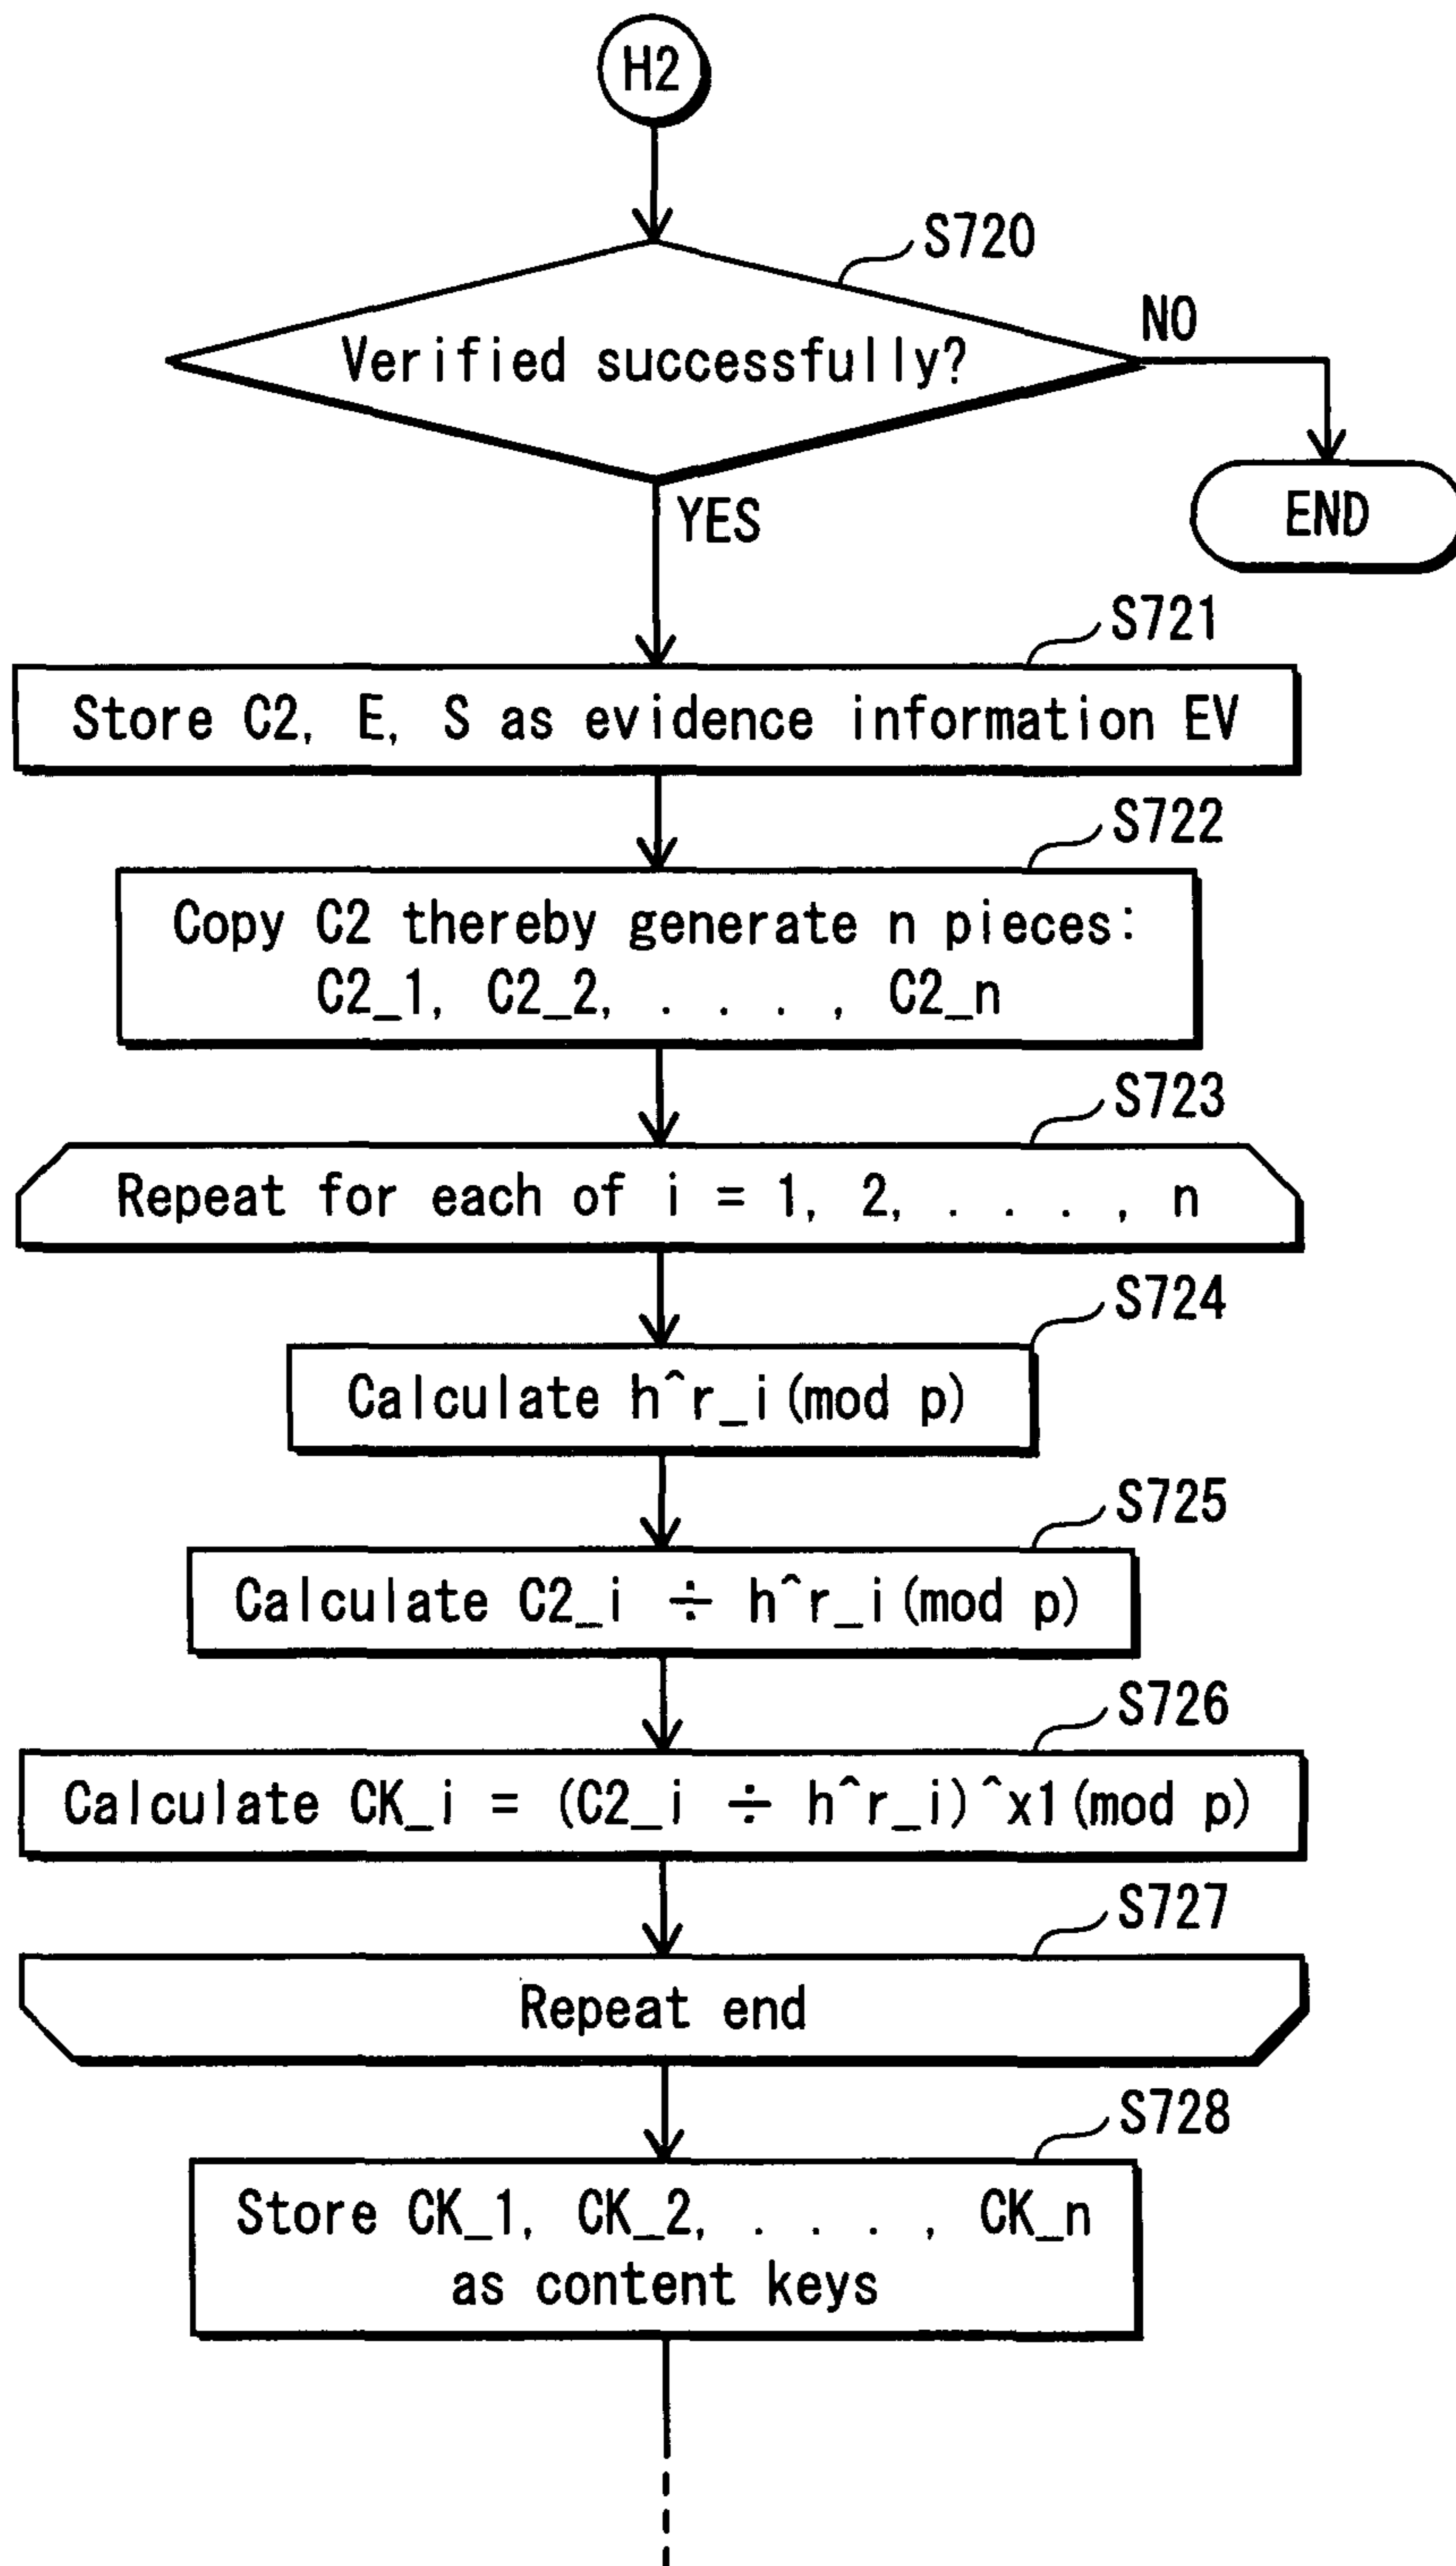 H2
S720
Verified successfully?
NO
END
YES
S721
Store C2, E, S as evidence information EV
S722
Copy C2 thereby generate n pieces:
C2_1, C2_2, . . . , C2_n
S723
Repeat for each of i = 1, 2, . . . , n
S724
Calculate h^r_i(mod p)
S725
Calculate C2_i ÷ h^r_i(mod p)
S726
Calculate CK_i = (C2_i ÷ h^r_i)^x1(mod p)
S727
Repeat end
S728
Store CK_1, CK_2, . . . , CK_n
as content keys